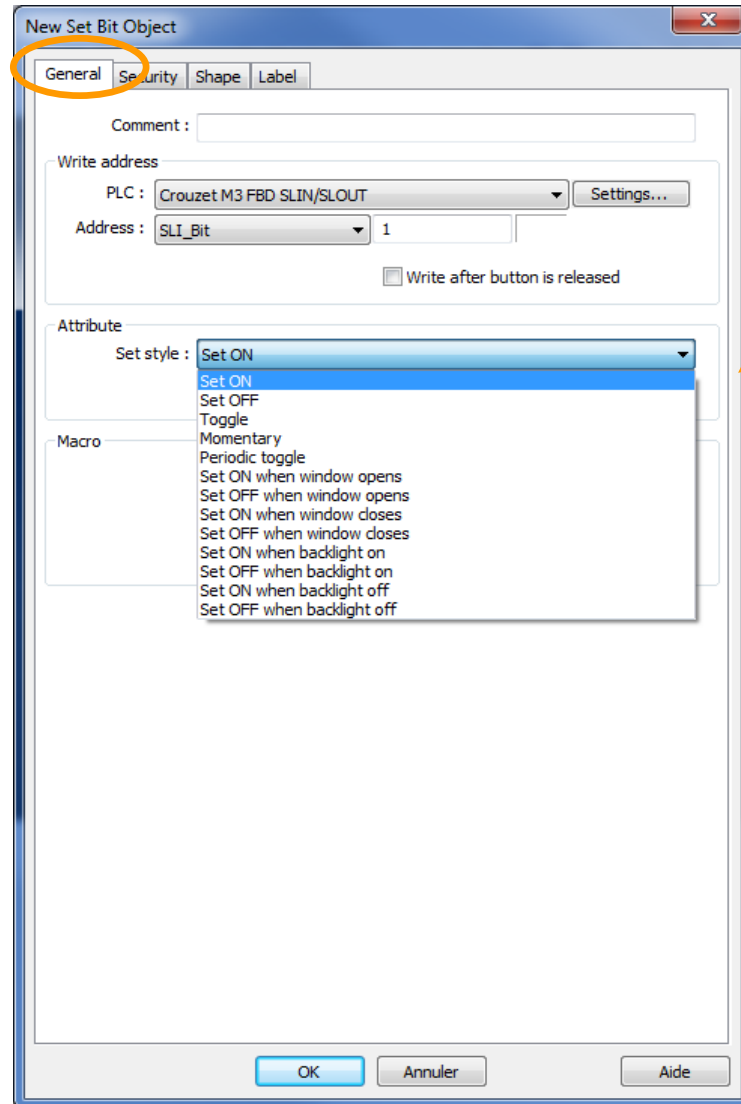 New Set Bit Object
General Security Shape Label
Comment :
Write address
PLC : Crouzet M3 FBD SLIN/SLOUT Settings...
Address : SLI_Bit 1
Write after button is released
Attribute
Set style : Set ON
Set ON
Set OFF
Toggle
Macro Momentary
Periodic toggle
Set ON when window opens
Set OFF when window opens
Set ON when window closes
Set OFF when window closes
Set ON when backlight on
Set OFF when backlight on
Set ON when backlight off
Set OFF when backlight off
OK Annuler Aide